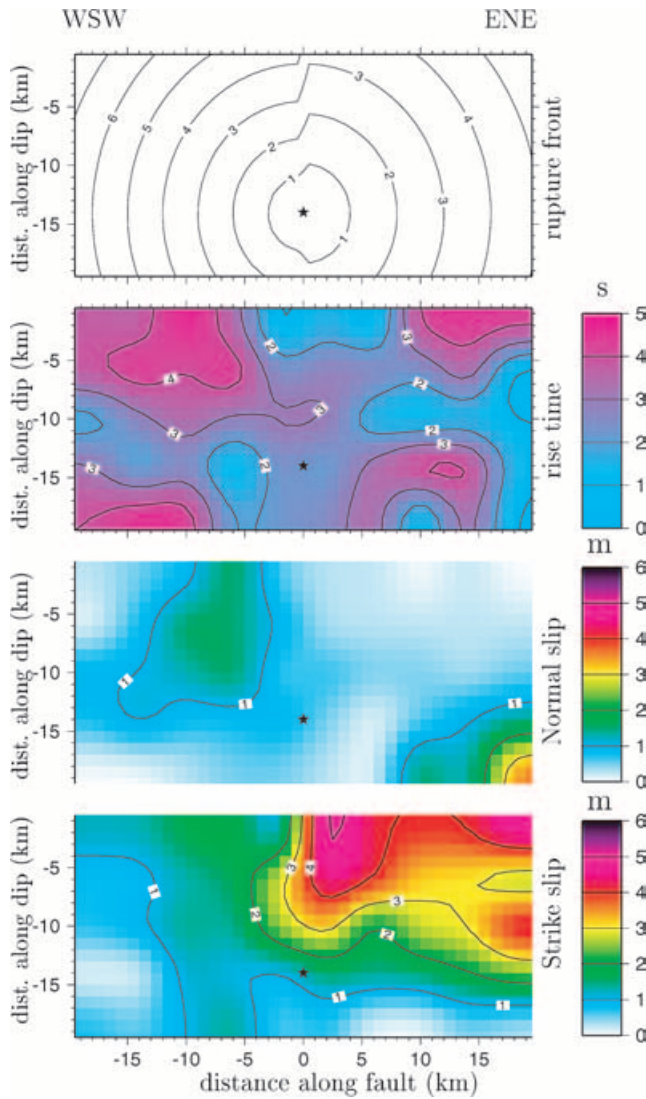 WSW ENE
dist. along dip (km)
-5
-10
-15
6 5 4 3 2 1 1 2 3 3 4
rupture front
dist. along dip (km)
-5
-10
-15
4 3 3 2 3 2 3 2 2 3
rise time
s
5
4
3
2
1
0
dist. along dip (km)
-5
-10
-15
1 1 1
Normal slip
m
6
5
4
3
2
1
0
dist. along dip (km)
-5
-10
-15
1 2 3 4 3 2 1 1
Strike slip
m
6
5
4
3
2
1
0
-15 -10 -5 0 5 10 15
distance along fault (km)